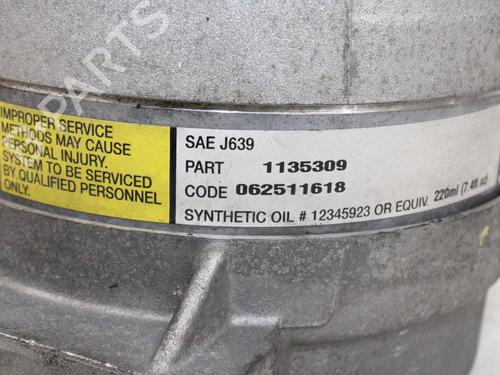 PARTS
IMPROPER SERVICE
METHODS MAY CAUSE
PERSONAL INJURY.
SYSTEM TO BE SERVICED
BY QUALIFIED PERSONNEL
ONLY.
SAE J639
PART 1135309
CODE 062511618
SYNTHETIC OIL # 12345923 OR EQUIV. 220ml (7.4fl.oz)